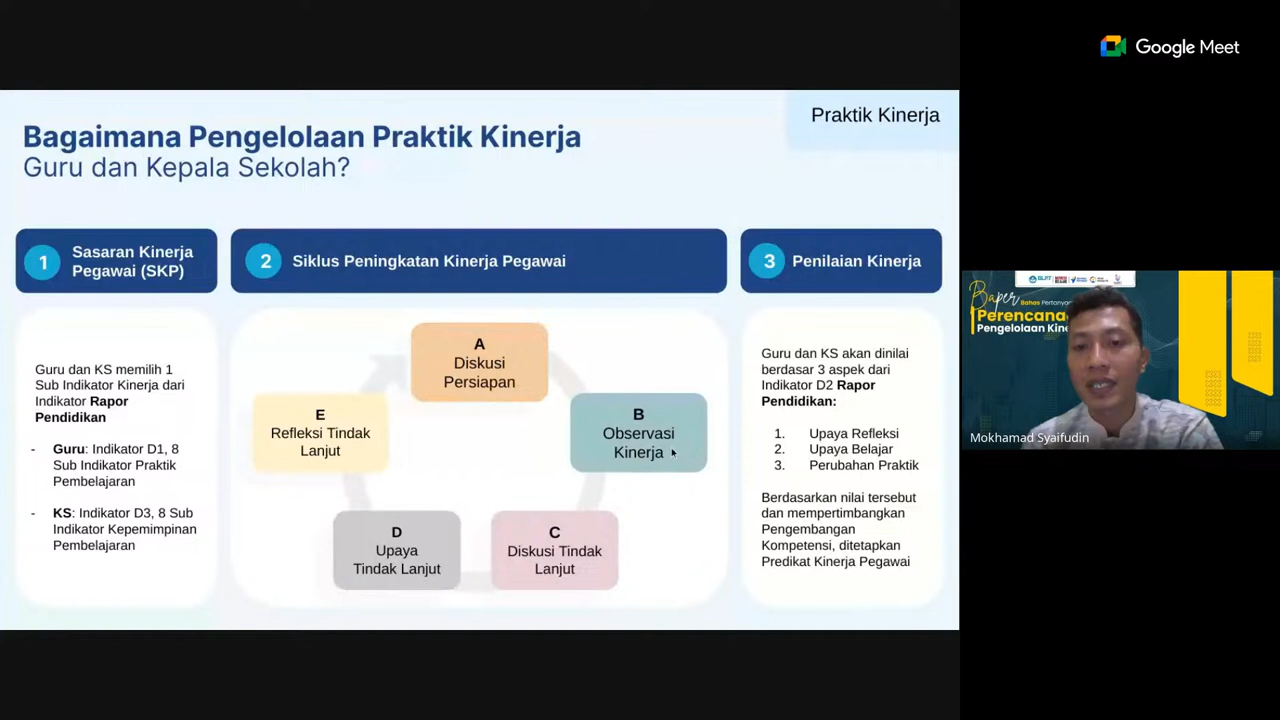 Google Meet
Praktik Kinerja
Bagaimana Pengelolaan Praktik Kinerja
Guru dan Kepala Sekolah?
1
Sasaran Kinerja
Pegawai (SKP)
2
Siklus Peningkatan Kinerja Pegawai
3
Penilaian Kinerja
Guru dan KS memilih 1
Sub Indikator Kinerja dari
Indikator Rapor
Pendidikan
- Guru: Indikator D1, 8
Sub Indikator Praktik
Pembelajaran
- KS: Indikator D3, 8 Sub
Indikator Kepemimpinan
Pembelajaran
A
Diskusi
Persiapan
B
Observasi
Kinerja
C
Diskusi Tindak
Lanjut
D
Upaya
Tindak Lanjut
E
Refleksi Tindak
Lanjut
Guru dan KS akan dinilai
berdasar 3 aspek dari
Indikator D2 Rapor
Pendidikan:
1. Upaya Refleksi
2. Upaya Belajar
3. Perubahan Praktik
Berdasarkan nilai tersebut
dan mempertimbangkan
Pengembangan
Kompetensi, ditetapkan
Predikat Kinerja Pegawai
Baper
Bahas Pertanyaan
Perencana
Pengelolaan Kine
Mokhamad Syaifudin